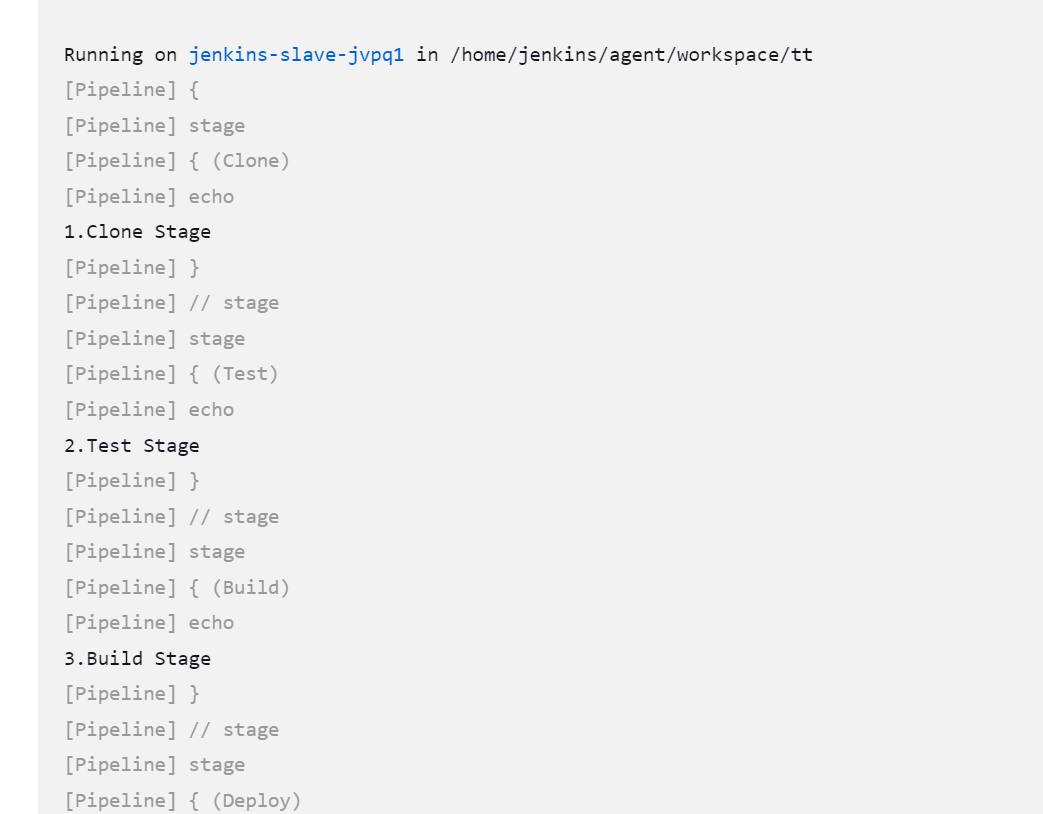 Running on jenkins-slave-jvpq1 in /home/jenkins/agent/workspace/tt
[Pipeline] {
[Pipeline] stage
[Pipeline] { (Clone)
[Pipeline] echo
1.Clone Stage
[Pipeline] }
[Pipeline] // stage
[Pipeline] stage
[Pipeline] { (Test)
[Pipeline] echo
2.Test Stage
[Pipeline] }
[Pipeline] // stage
[Pipeline] stage
[Pipeline] { (Build)
[Pipeline] echo
3.Build Stage
[Pipeline] }
[Pipeline] // stage
[Pipeline] stage
[Pipeline] { (Deploy)